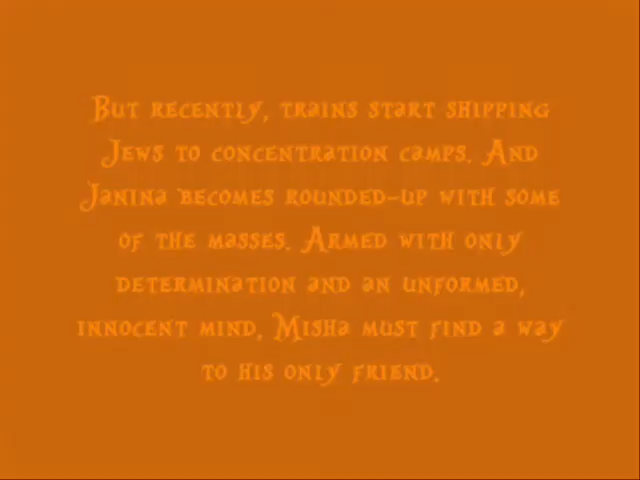 But recently, trains start shipping
Jews to concentration camps. And
Janina becomes rounded-up with some
of the masses. Armed with only
determination and an unformed,
innocent mind, Misha must find a way
to his only friend.